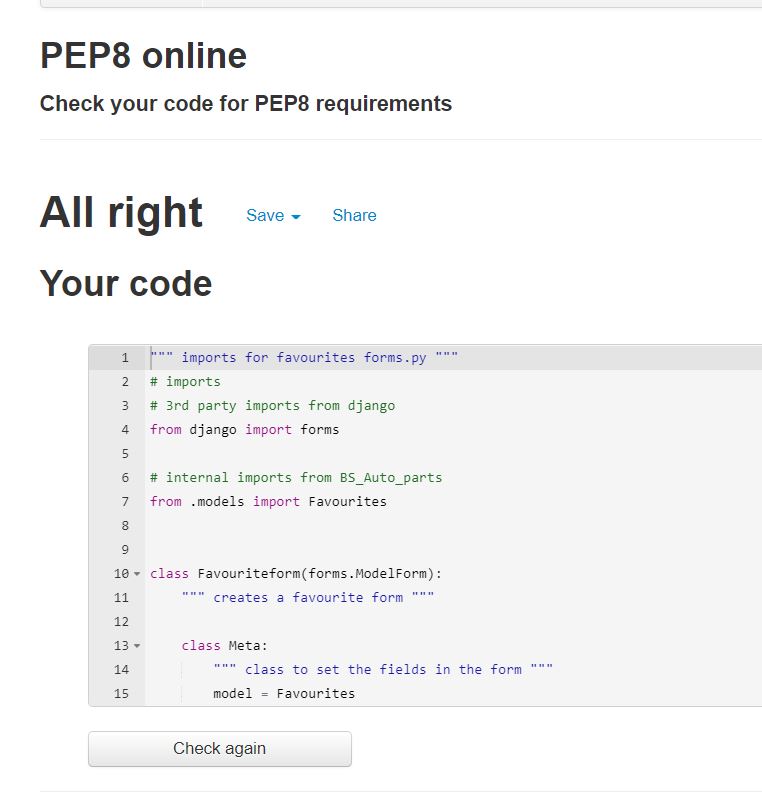 PEP8 online
Check your code for PEP8 requirements
All right Save Share
Your code
1 """ imports for favourites forms.py """
2 # imports
3 # 3rd party imports from django
4 from django import forms
5
6 # internal imports from BS_Auto_parts
7 from .models import Favourites
8
9
10 class Favouriteform(forms.ModelForm):
11 """ creates a favourite form """
12
13 class Meta:
14 """ class to set the fields in the form """
15 model = Favourites
Check again